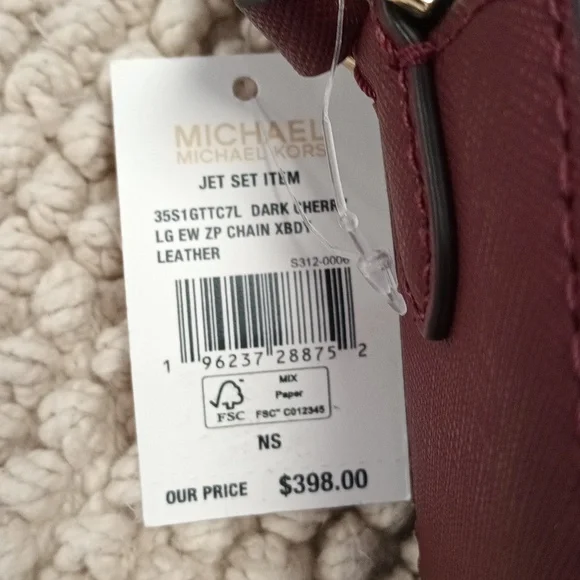 MICHAEL
MICHAEL KORS
JET SET ITEM
35S1GTTC7L DARK CHERRY
LG EW ZP CHAIN XBDY
LEATHER
S312-0006
1 96237 28875 2
FSC
MIX
Paper
FSC™ C012345
NS
OUR PRICE $398.00